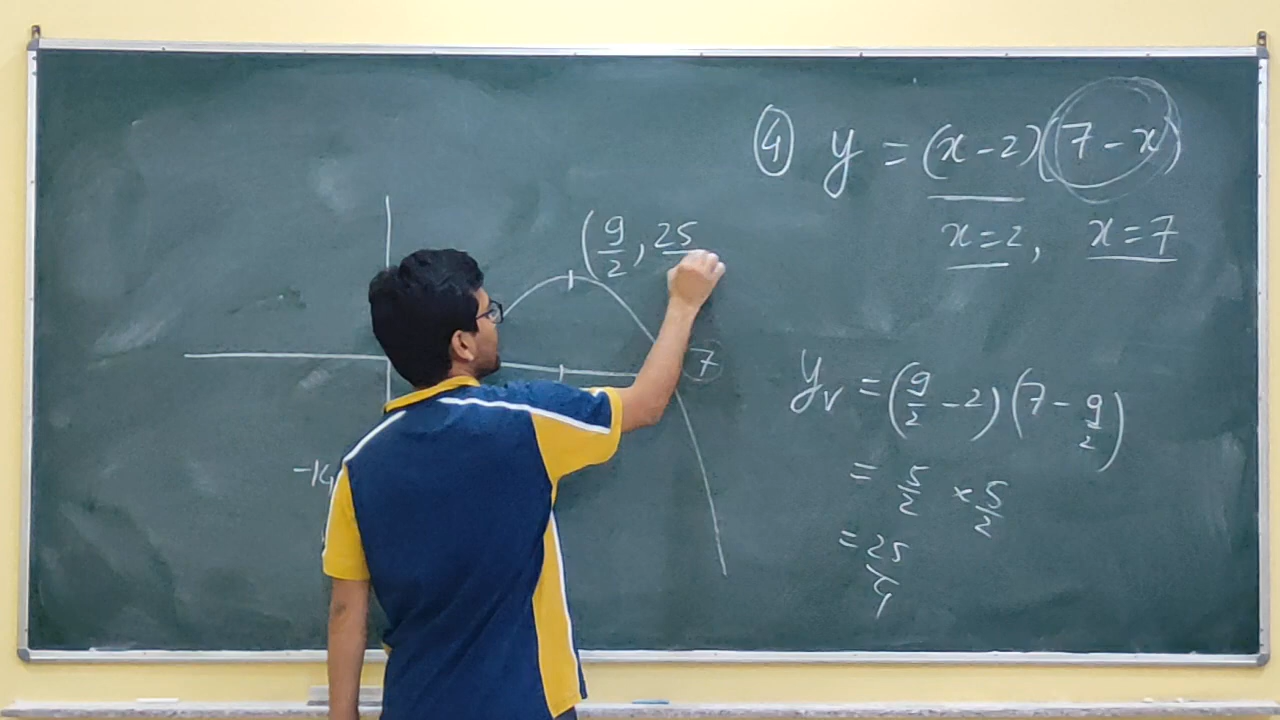 ④ y = (x-2)(7-x)
x=2, x=7
(9/2, 25
7
-14
y_v = (9/2 - 2)(7 - 9/2)
= 5/2 × 5/2
= 25/4